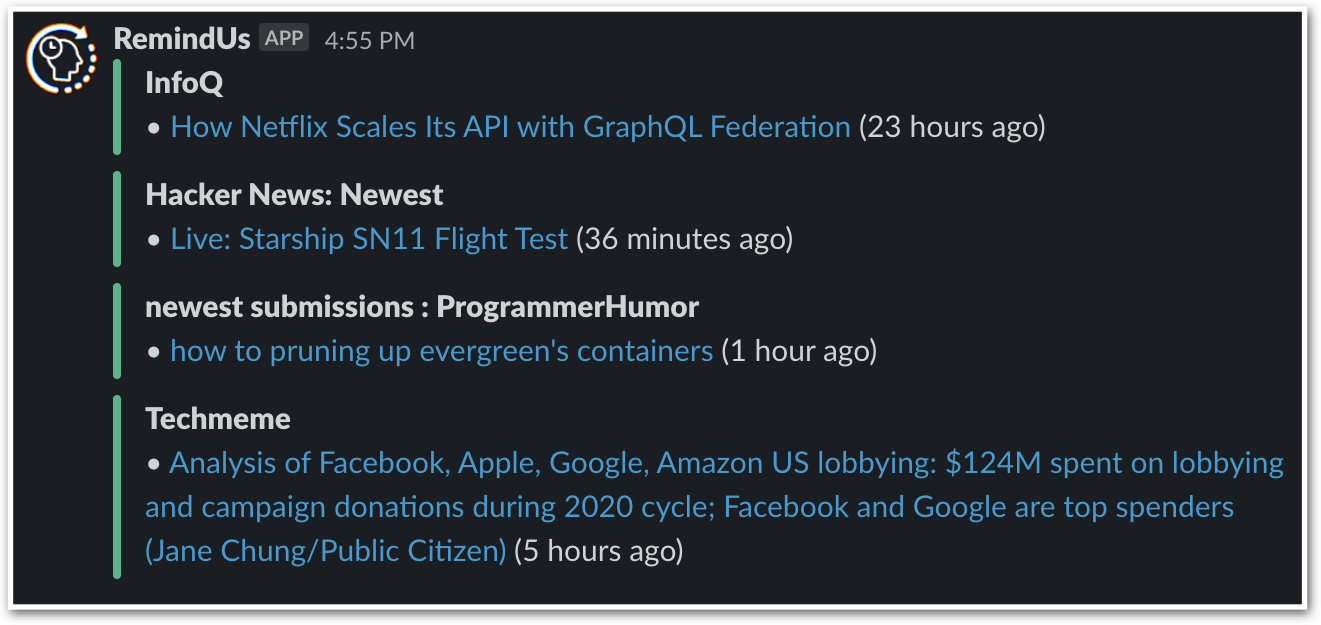 RemindUs APP 4:55 PM
InfoQ
• How Netflix Scales Its API with GraphQL Federation (23 hours ago)
Hacker News: Newest
• Live: Starship SN11 Flight Test (36 minutes ago)
newest submissions : ProgrammerHumor
• how to pruning up evergreen's containers (1 hour ago)
Techmeme
• Analysis of Facebook, Apple, Google, Amazon US lobbying: $124M spent on lobbying
and campaign donations during 2020 cycle; Facebook and Google are top spenders
(Jane Chung/Public Citizen) (5 hours ago)